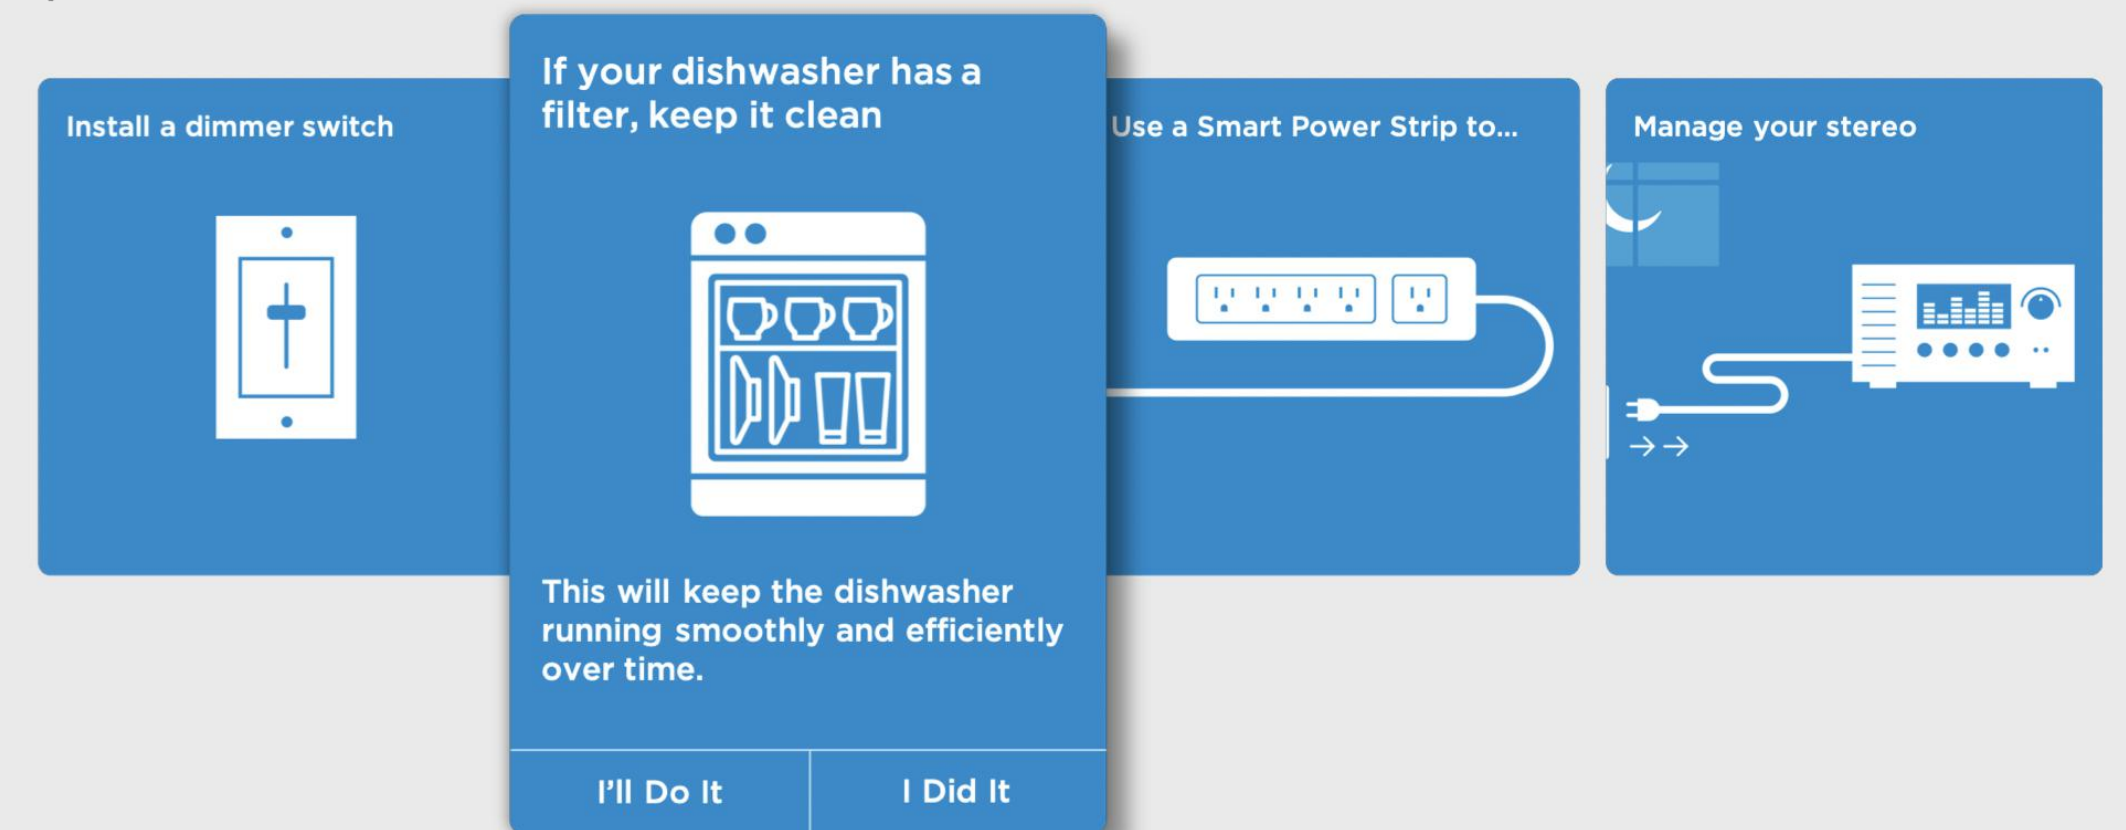 Install a dimmer switch
If your dishwasher has a
filter, keep it clean
This will keep the dishwasher
running smoothly and efficiently
over time.
I'll Do It
I Did It
Use a Smart Power Strip to...
Manage your stereo